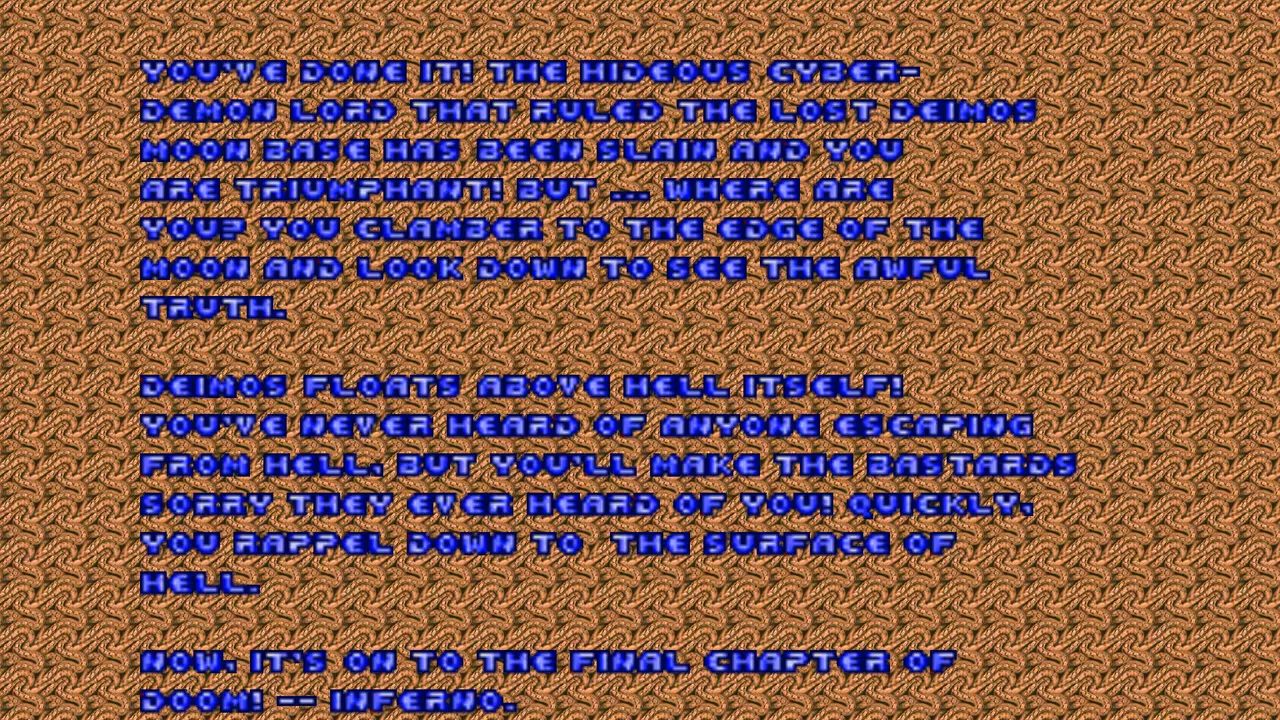 YOU'VE DONE IT! THE HIDEOUS CYBER-
DEMON LORD THAT RULED THE LOST DEIMOS
MOON BASE HAS BEEN SLAIN AND YOU
ARE TRIUMPHANT! BUT ... WHERE ARE
YOU? YOU CLAMBER TO THE EDGE OF THE
MOON AND LOOK DOWN TO SEE THE AWFUL
TRUTH.
DEIMOS FLOATS ABOVE HELL ITSELF!
YOU'VE NEVER HEARD OF ANYONE ESCAPING
FROM HELL, BUT YOU'LL MAKE THE BASTARDS
SORRY THEY EVER HEARD OF YOU! QUICKLY,
YOU RAPPEL DOWN TO  THE SURFACE OF
HELL.
NOW, IT'S ON TO THE FINAL CHAPTER OF
DOOM! -- INFERNO.